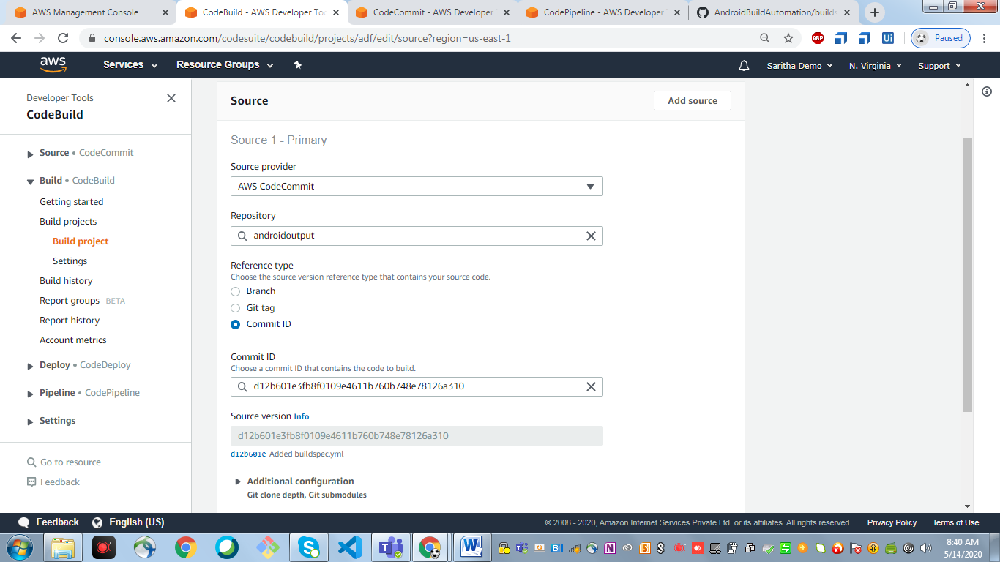 AWS Management Console
CodeBuild - AWS Developer Too
CodeCommit - AWS Developer
CodePipeline - AWS Developer
AndroidBuildAutomation/builds
console.aws.amazon.com/codesuite/codebuild/projects/adf/edit/source?region=us-east-1
ABP
Ui
Paused
aws
Services
Resource Groups
Saritha Demo
N. Virginia
Support
Developer Tools
CodeBuild
Source • CodeCommit
Build • CodeBuild
Getting started
Build projects
Build project
Settings
Build history
Report groups BETA
Report history
Account metrics
Deploy • CodeDeploy
Pipeline • CodePipeline
Settings
Go to resource
Feedback
Source
Add source
Source 1 - Primary
Source provider
AWS CodeCommit
Repository
androidoutput
Reference type
Choose the source version reference type that contains your source code.
Branch
Git tag
Commit ID
Commit ID
Choose a commit ID that contains the code to build.
d12b601e3fb8f0109e4611b760b748e78126a310
Source version Info
d12b601e3fb8f0109e4611b760b748e78126a310
d12b601e Added buildspec.yml
Additional configuration
Git clone depth, Git submodules
Feedback
English (US)
© 2008 - 2020, Amazon Internet Services Private Ltd. or its affiliates. All rights reserved.
Privacy Policy
Terms of Use
8:40 AM
5/14/2020